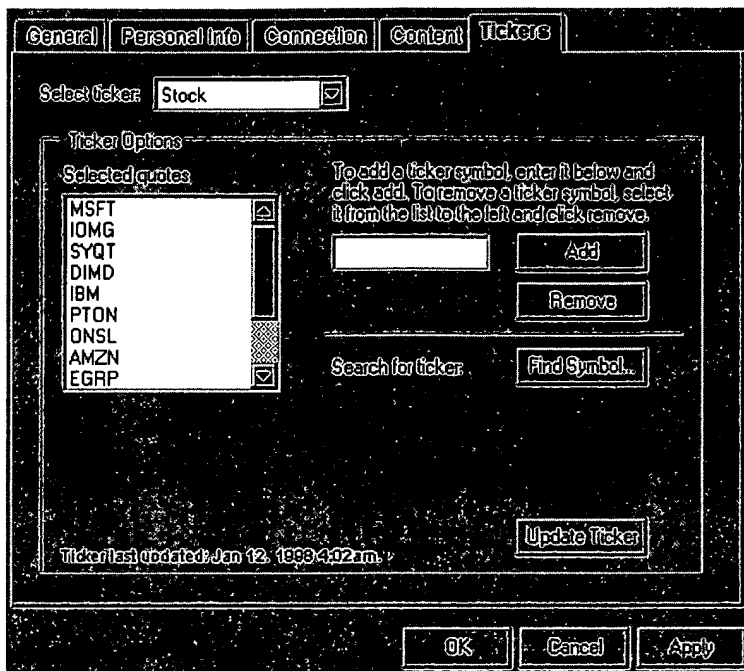 General Personal Info Connection Content Tickers
Select ticker: Stock
Ticker Options
Selected quotes
MSFT
IOMG
SYQT
DIMD
IBM
PTON
ONSL
AMZN
EGRP
To add a ticker symbol, enter it below and
click add. To remove a ticker symbol, select
it from the list to the left and click remove.
Add
Remove
Search for ticker: Find Symbol...
Update Ticker
Ticker last updated: Jan 12, 1998 4:02am.
OK Cancel Apply